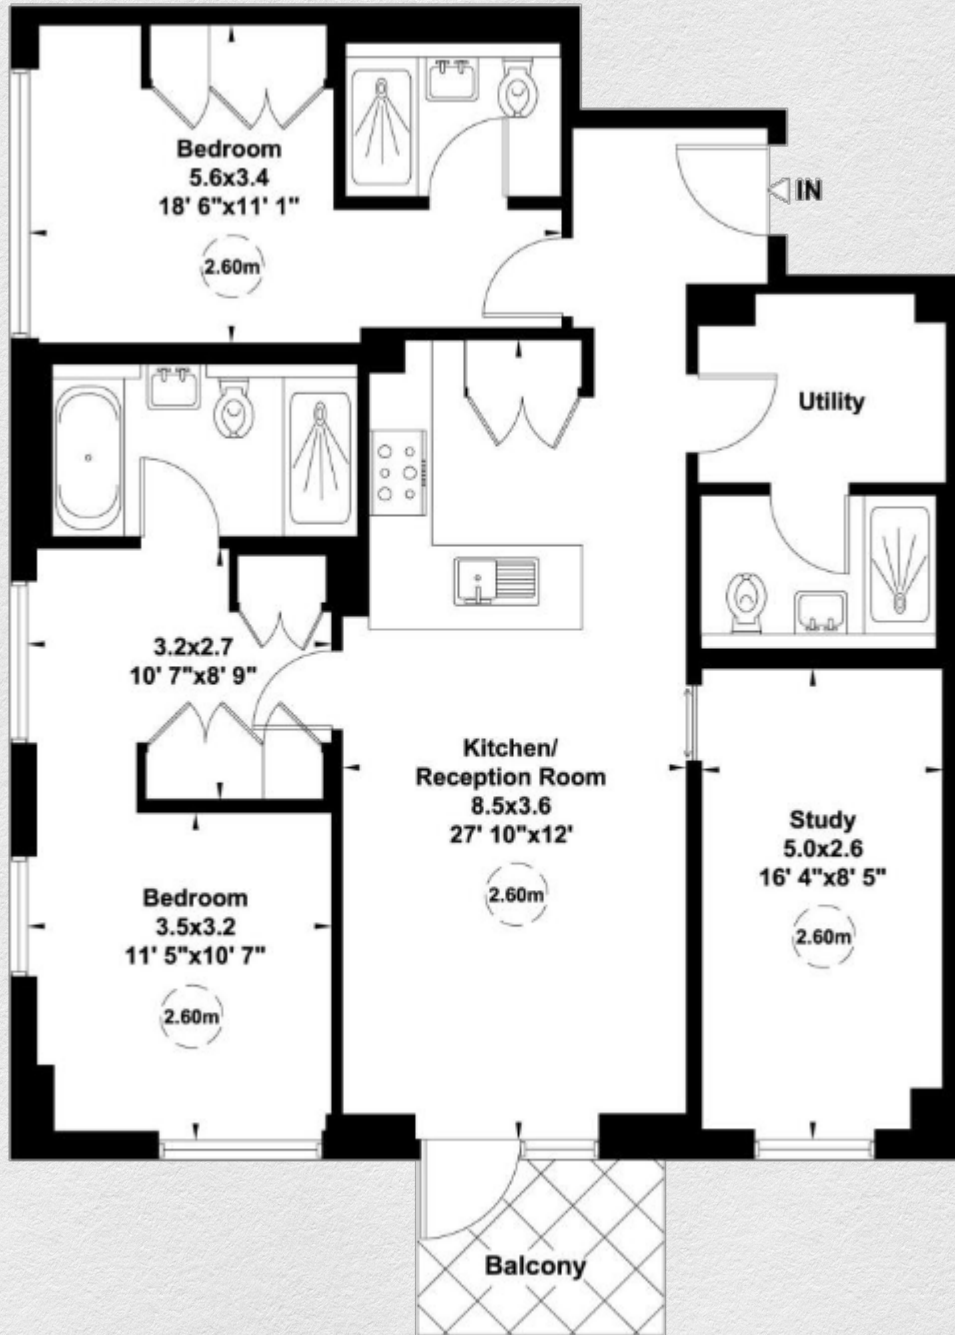 Bedroom
5.6x3.4
18' 6"x11' 1"
2.60m
IN
Utility
3.2x2.7
10' 7"x8' 9"
Kitchen/
Reception Room
8.5x3.6
27' 10"x12'
2.60m
Study
5.0x2.6
16' 4"x8' 5"
2.60m
Bedroom
3.5x3.2
11' 5"x10' 7"
2.60m
Balcony